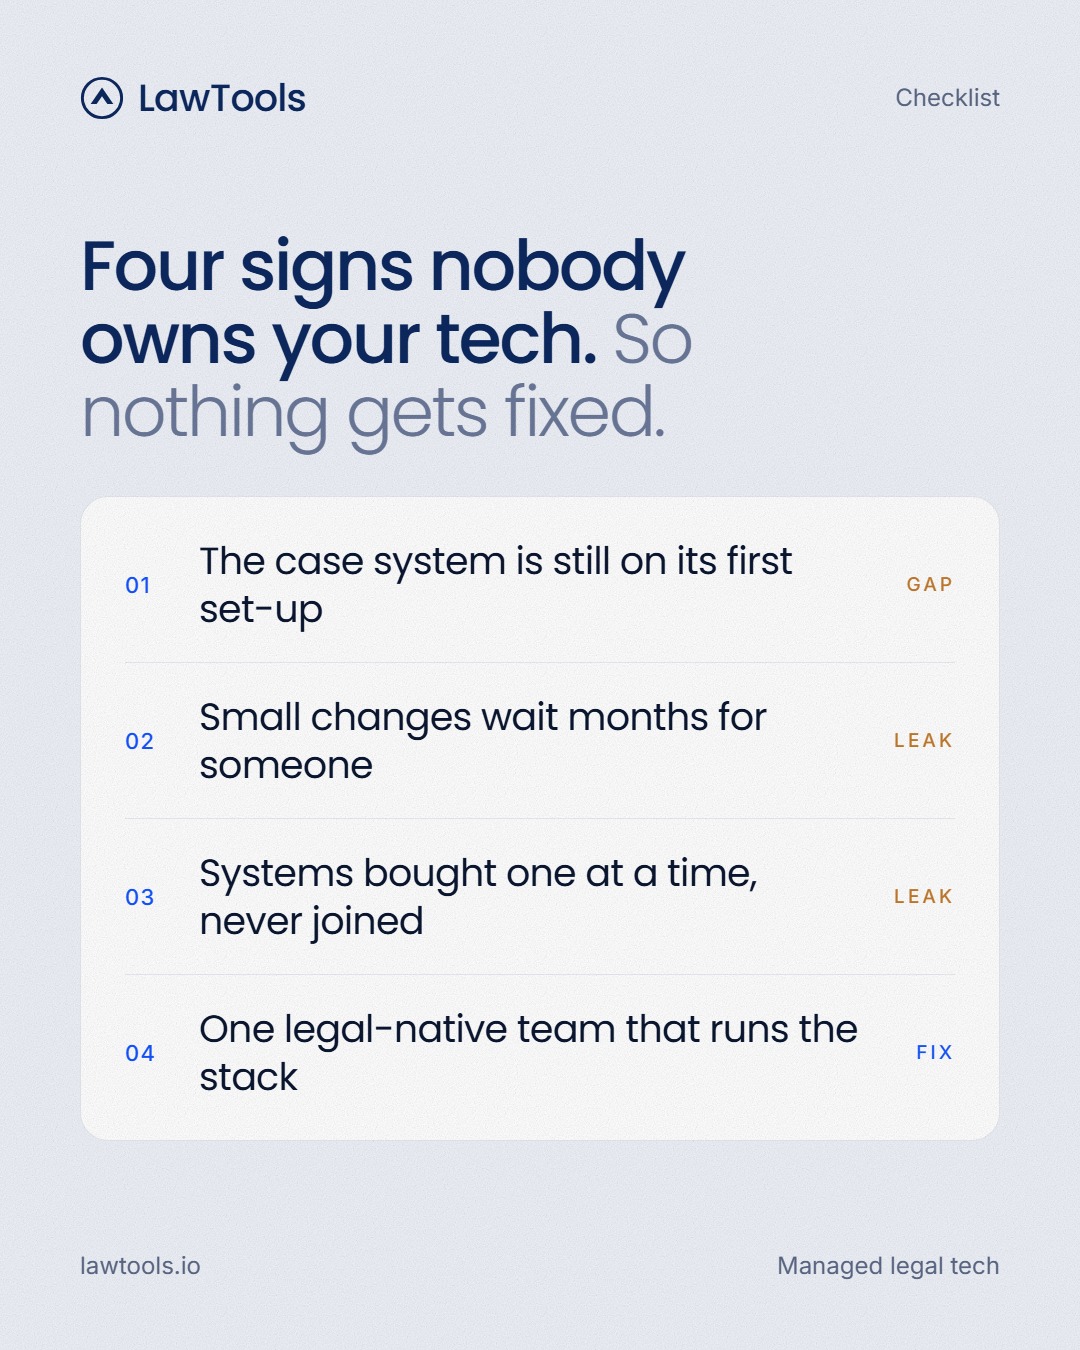 LawTools
Checklist
Four signs nobody
owns your tech. So
nothing gets fixed.
01
The case system is still on its first
set-up
GAP
02
Small changes wait months for
someone
LEAK
03
Systems bought one at a time,
never joined
LEAK
04
One legal-native team that runs the
stack
FIX
lawtools.io
Managed legal tech